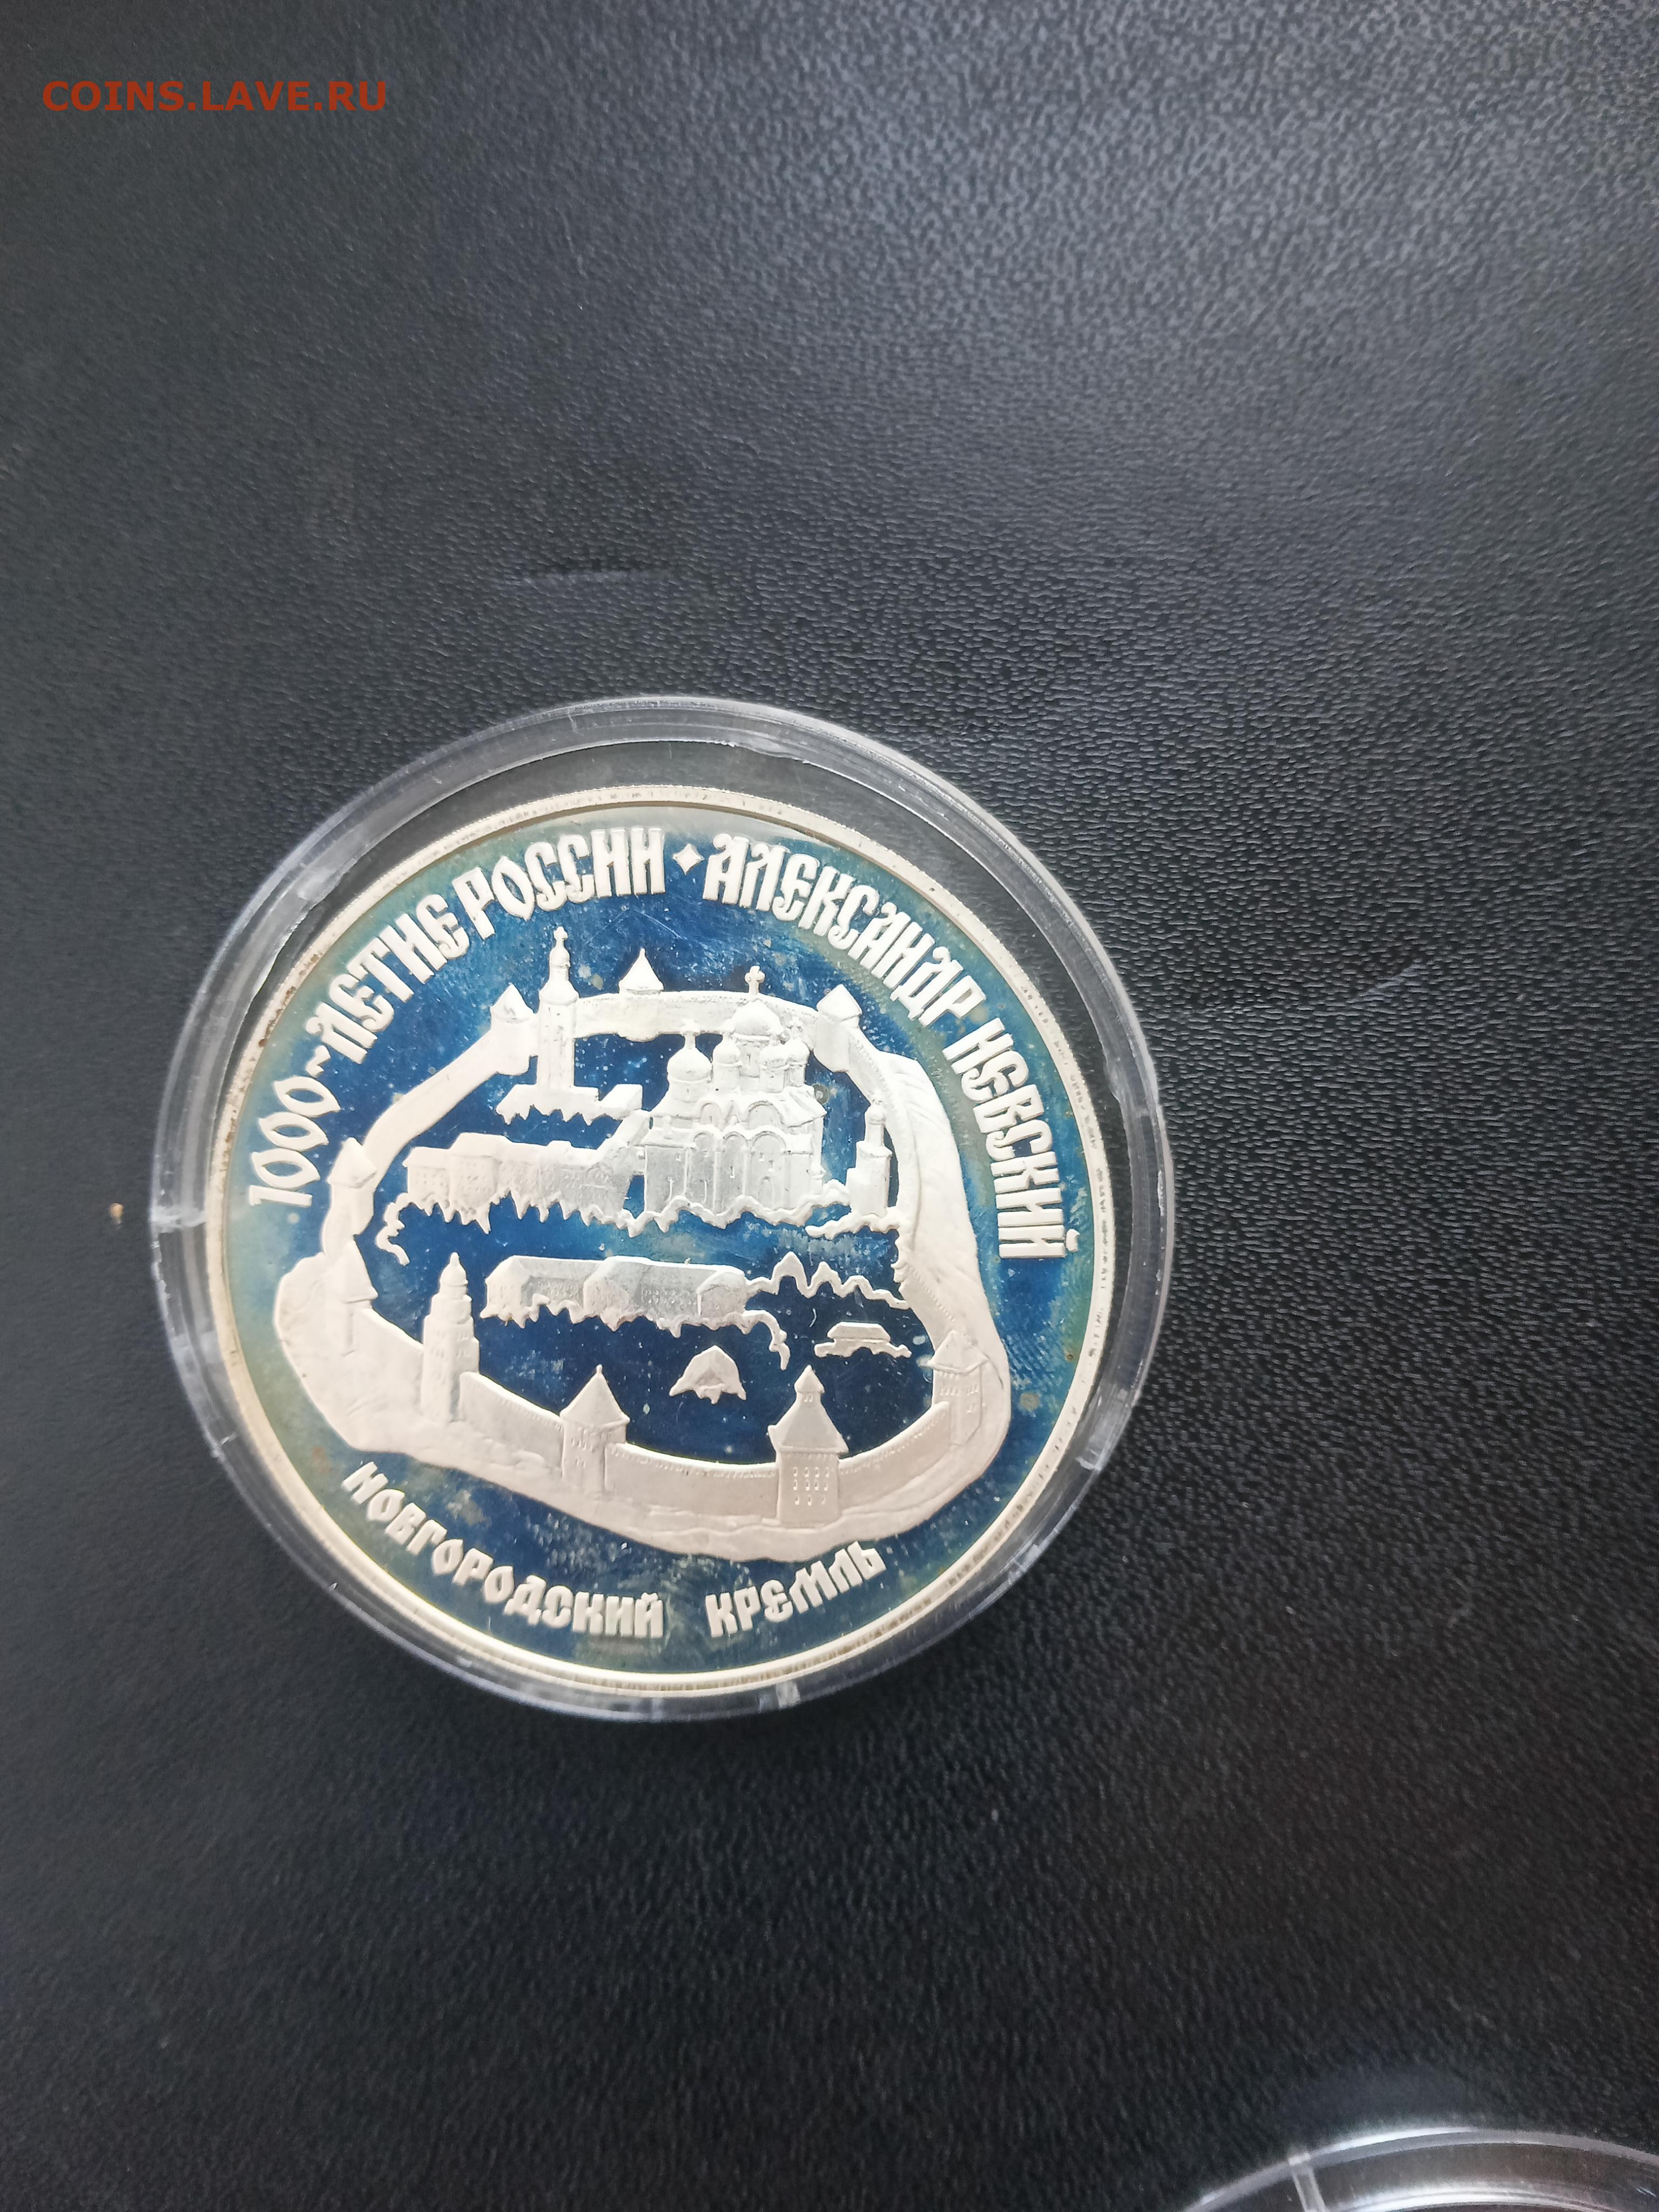 COINS.LAVE.RU
1000~ЛЕТИЕ РОССИИ ✦ АЛЕКСАНДР НЕВСКИЙ
НОВГОРОДСКИЙ КРЕМЛЬ